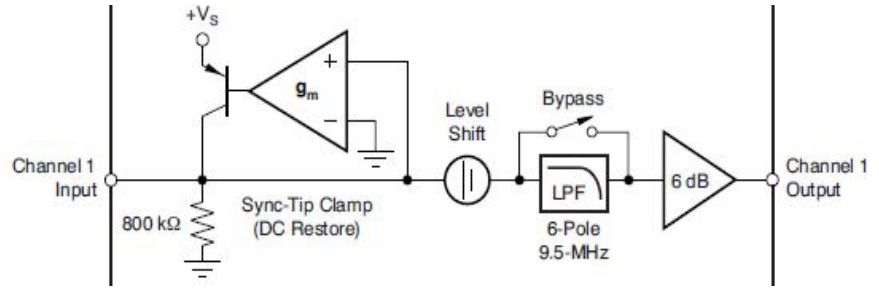 +VS
gm
+
−
Level
Shift
Bypass
Channel 1
Input
Channel 1
Output
LPF
6 dB
800 kΩ
Sync-Tip Clamp
(DC Restore)
6-Pole
9.5-MHz